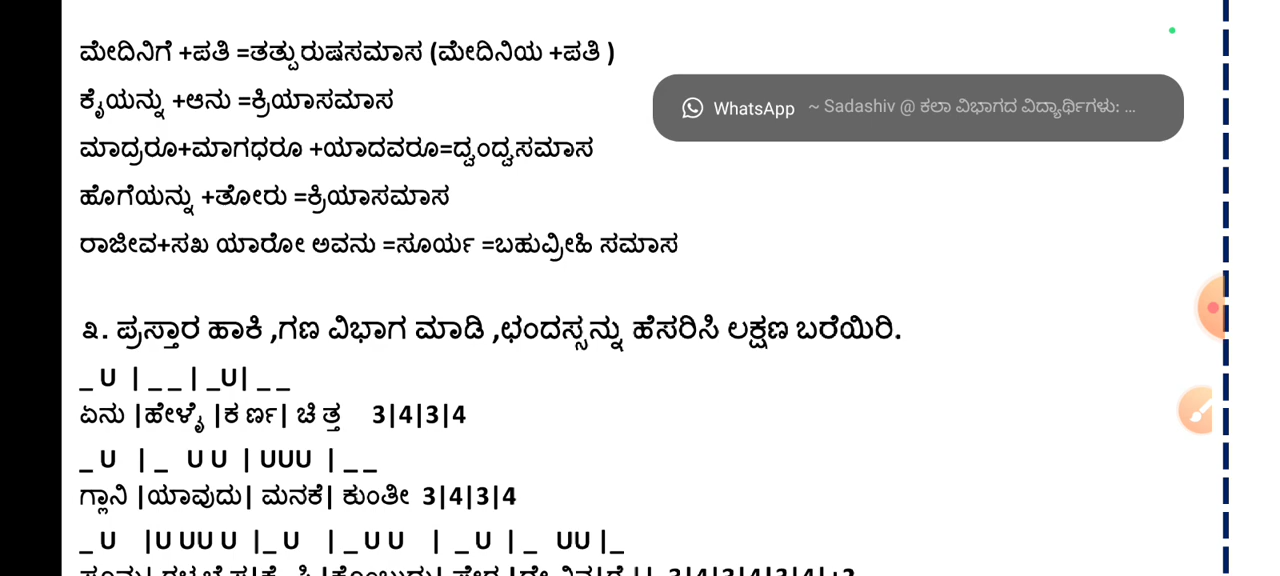 ಮೇದಿನಿಗೆ +ಪತಿ =ತತ್ಪುರುಷಸಮಾಸ (ಮೇದಿನಿಯ +ಪತಿ )
ಕೈಯನ್ನು +ಆನು =ಕ್ರಿಯಾಸಮಾಸ
WhatsApp ~ Sadashiv @ ಕಲಾ ವಿಭಾಗದ ವಿದ್ಯಾರ್ಥಿಗಳು: ...
ಮಾದ್ರರೂ+ಮಾಗಧರೂ +ಯಾದವರೂ=ದ್ವಂದ್ವಸಮಾಸ
ಹೊಗೆಯನ್ನು +ತೋರು =ಕ್ರಿಯಾಸಮಾಸ
ರಾಜೀವ+ಸಖ ಯಾರೋ ಅವನು =ಸೂರ್ಯ =ಬಹುವ್ರೀಹಿ ಸಮಾಸ
೩. ಪ್ರಸ್ತಾರ ಹಾಕಿ ,ಗಣ ವಿಭಾಗ ಮಾಡಿ ,ಛಂದಸ್ಸನ್ನು ಹೆಸರಿಸಿ ಲಕ್ಷಣ ಬರೆಯಿರಿ.
_ U | _ _ | _U| _ _
ಏನು |ಹೇಳೈ |ಕ ರ್ಣ| ಚಿ ತ್ತ 3|4|3|4
_ U | _ U U | UUU | _ _
ಗ್ಲಾನಿ |ಯಾವುದು| ಮನಕೆ| ಕುಂತೀ 3|4|3|4
_ U |U UU U |_ U | _ U U | _ U | _ UU |_